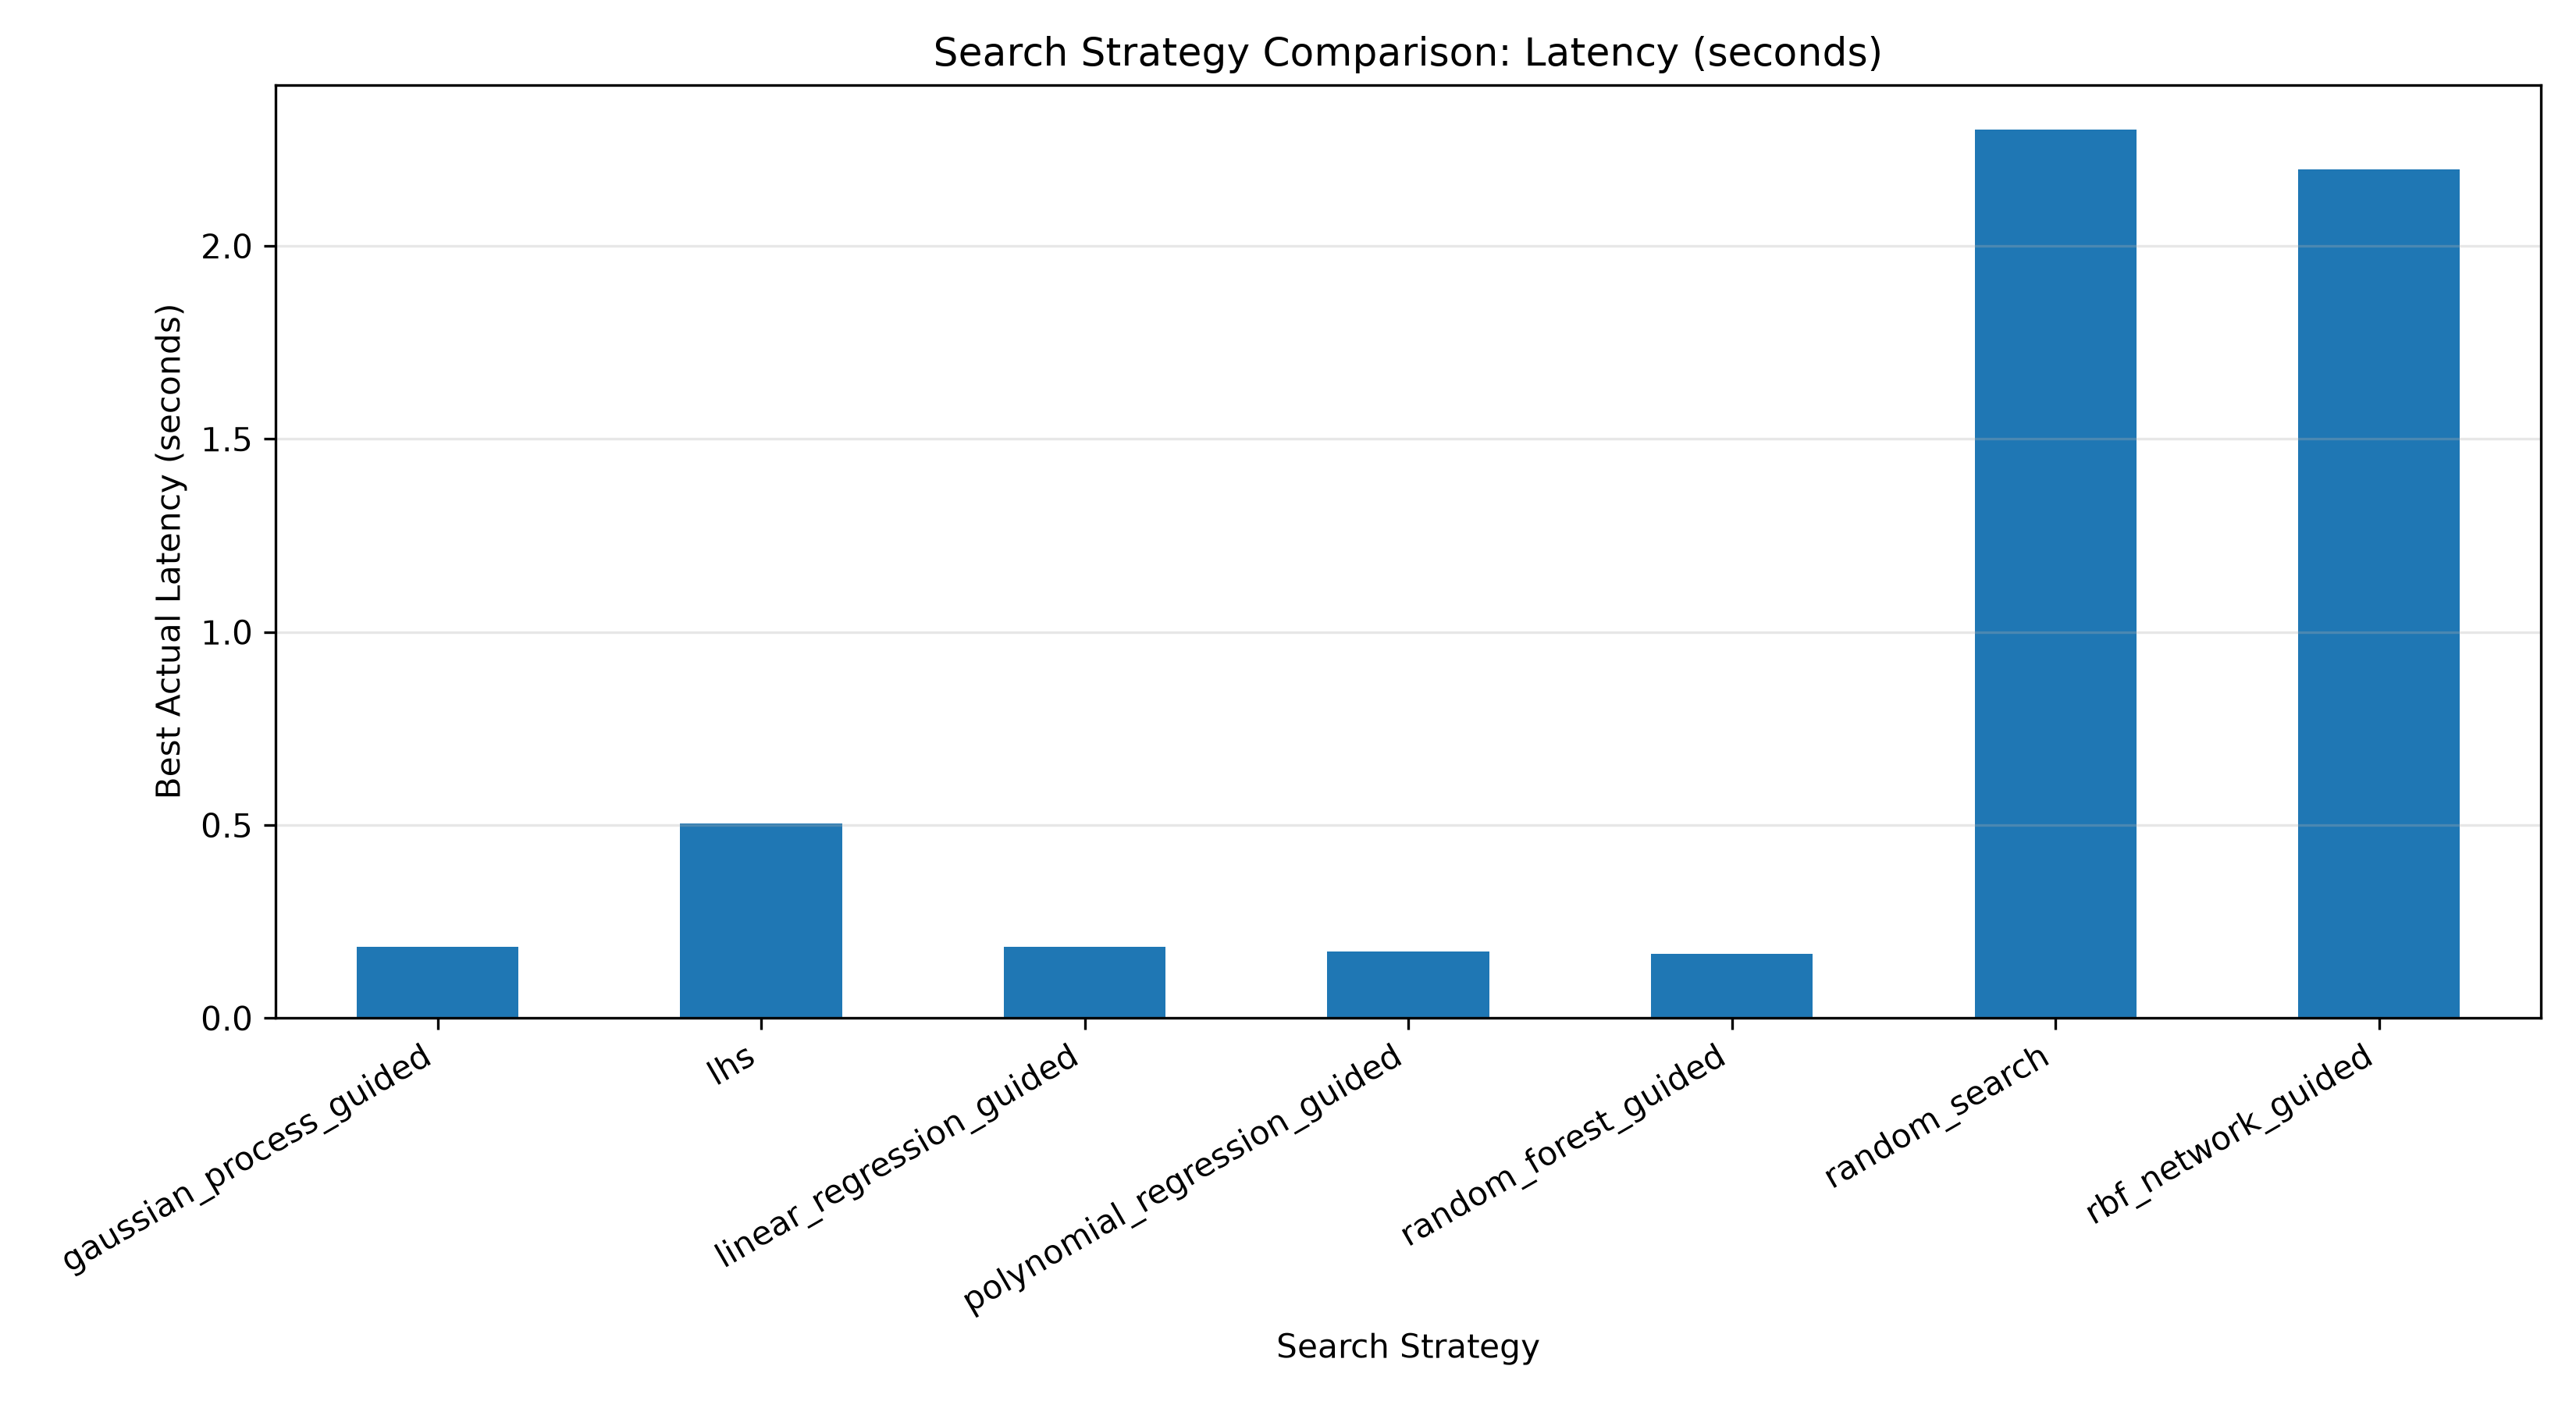 Search Strategy Comparison: Latency (seconds)
Best Actual Latency (seconds)
2.0
1.5
1.0
0.5
0.0
gaussian_process_guided
lhs
linear_regression_guided
polynomial_regression_guided
random_forest_guided
random_search
rbf_network_guided
Search Strategy